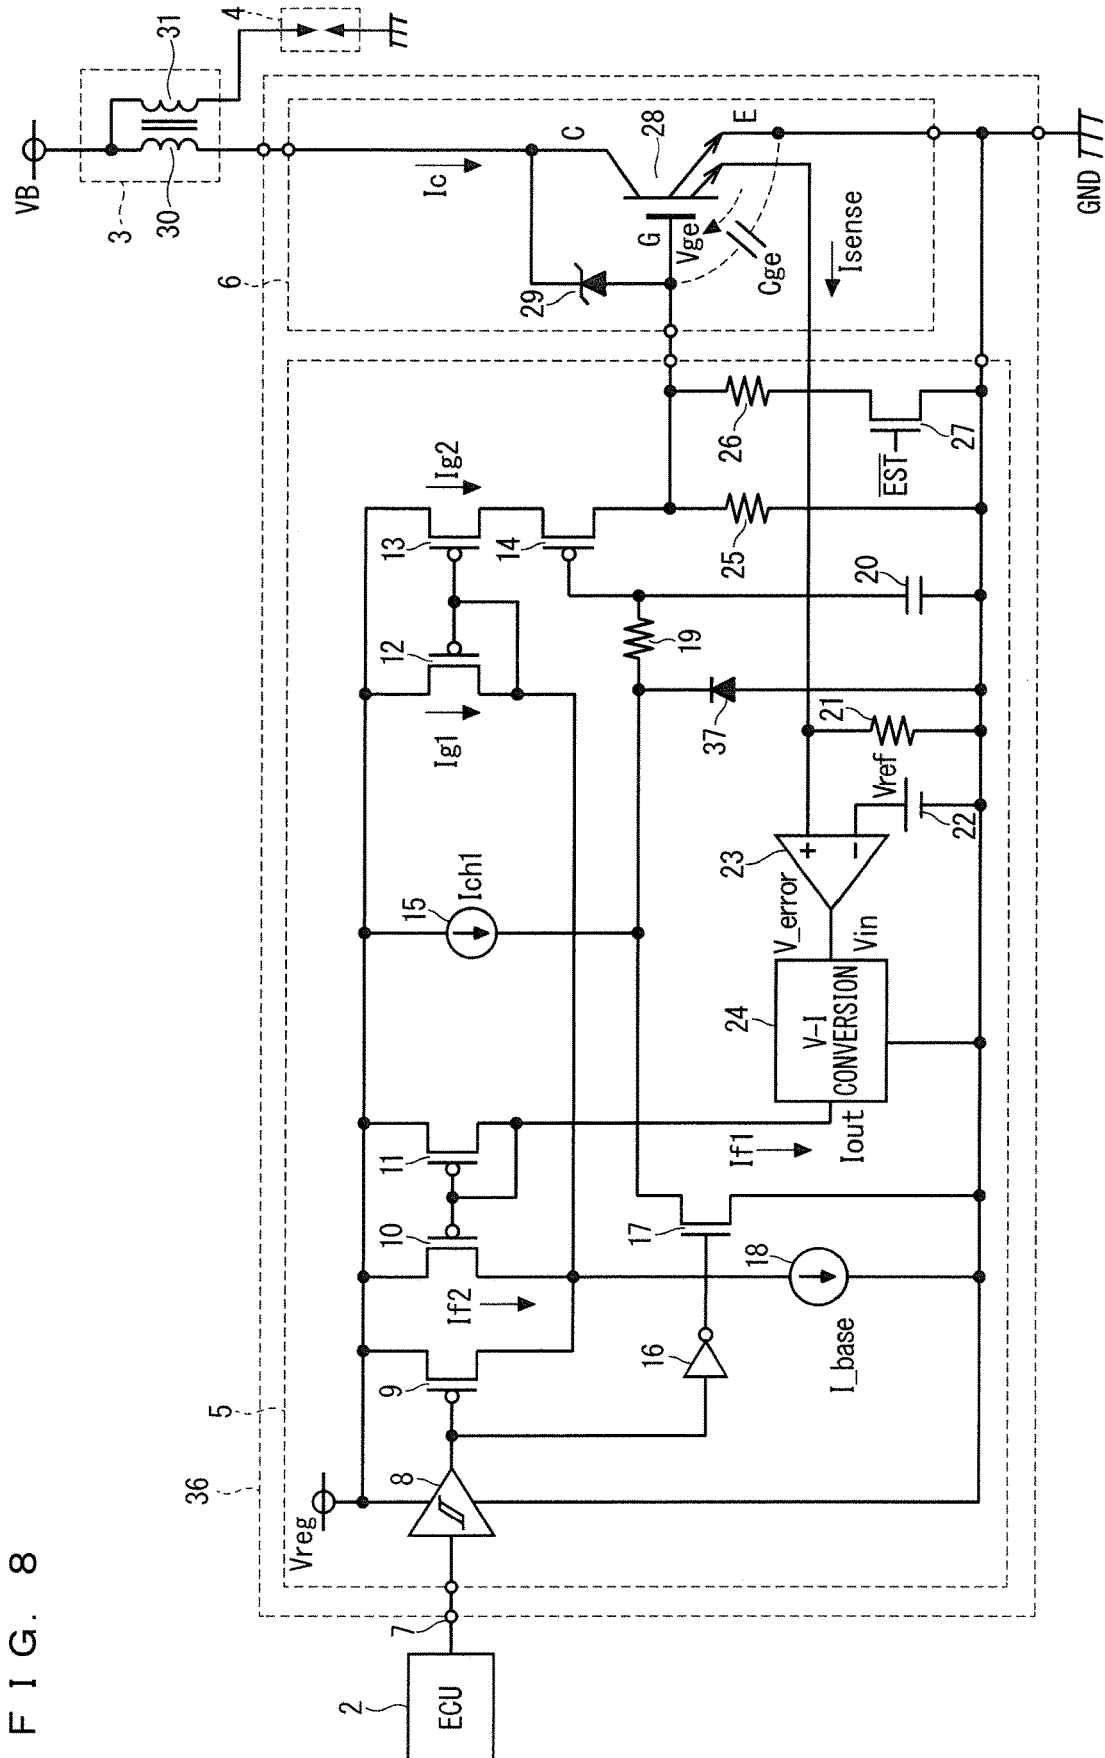 FIG. 8
36
5
Vreg
2
ECU
7
8
9
10
11
If2
16
17
18
I_base
If1
Iout
24
V-I
CONVERSION
V_error
Vin
23
+
−
Vref
22
21
15
Ich1
12
Ig1
13
Ig2
14
19
37
20
25
26
EST
27
6
29
G
Vge
Cge
C
E
28
Ic
Isense
GND
VB
3
30
31
4